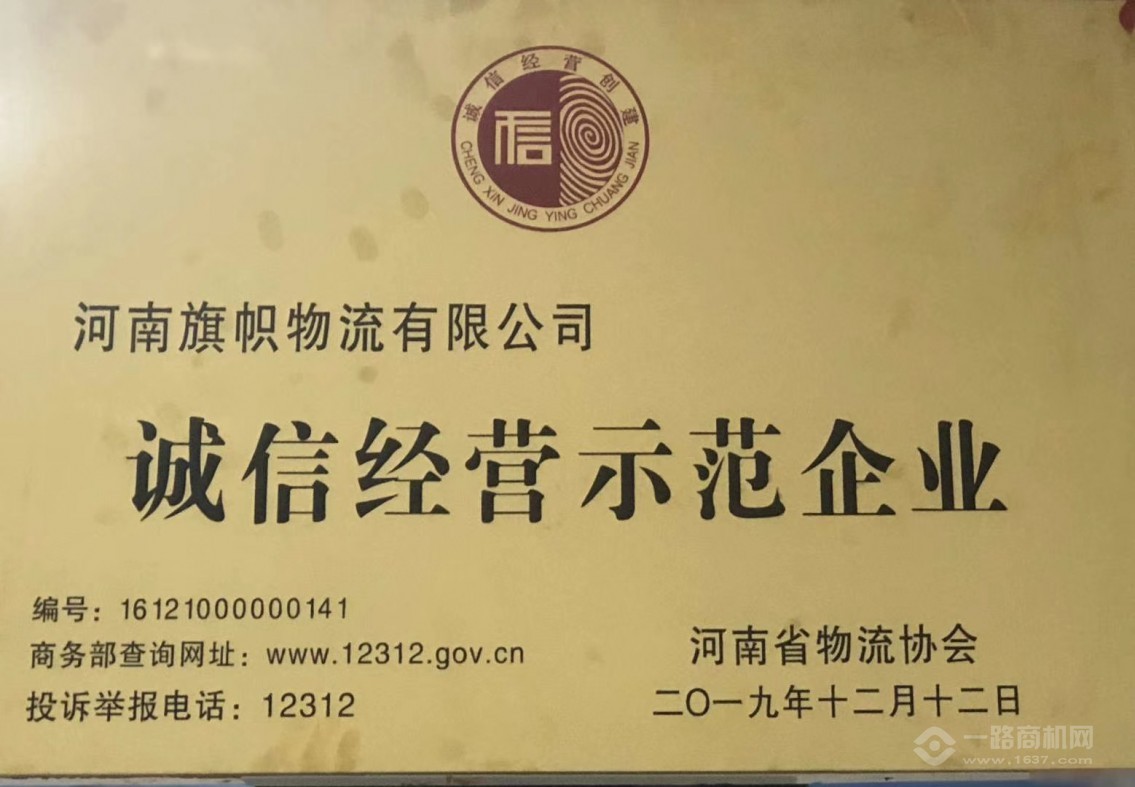 诚信经营创建
信
CHENG XIN JING YING CHUANG JIAN
河南旗帜物流有限公司
诚信经营示范企业
编号：16121000000141
商务部查询网址：www.12312.gov.cn
投诉举报电话：12312
河南省物流协会
二〇一九年十二月十二日
一路商机网
www.1637.com